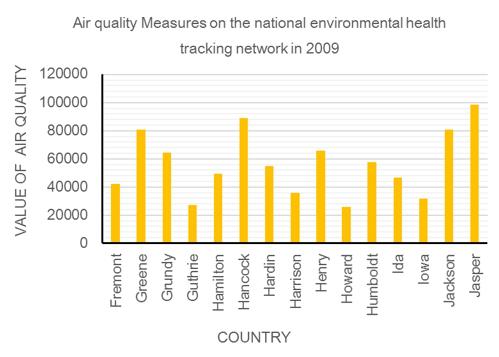 Air quality Measures on the national environmental health
tracking network in 2009
VALUE OF AIR QUALITY
120000
100000
80000
60000
40000
20000
0
Fremont
Greene
Grundy
Guthrie
Hamilton
Hancock
Hardin
Harrison
Henry
Howard
Humboldt
Ida
Iowa
Jackson
Jasper
COUNTRY